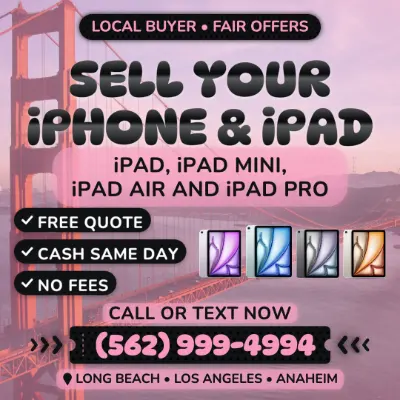 LOCAL BUYER • FAIR OFFERS
SELL YOUR
iPHONE & iPAD
iPAD, iPAD MINI,
iPAD AIR AND iPAD PRO
FREE QUOTE
CASH SAME DAY
NO FEES
CALL OR TEXT NOW
(562) 999-4994
LONG BEACH • LOS ANGELES • ANAHEIM